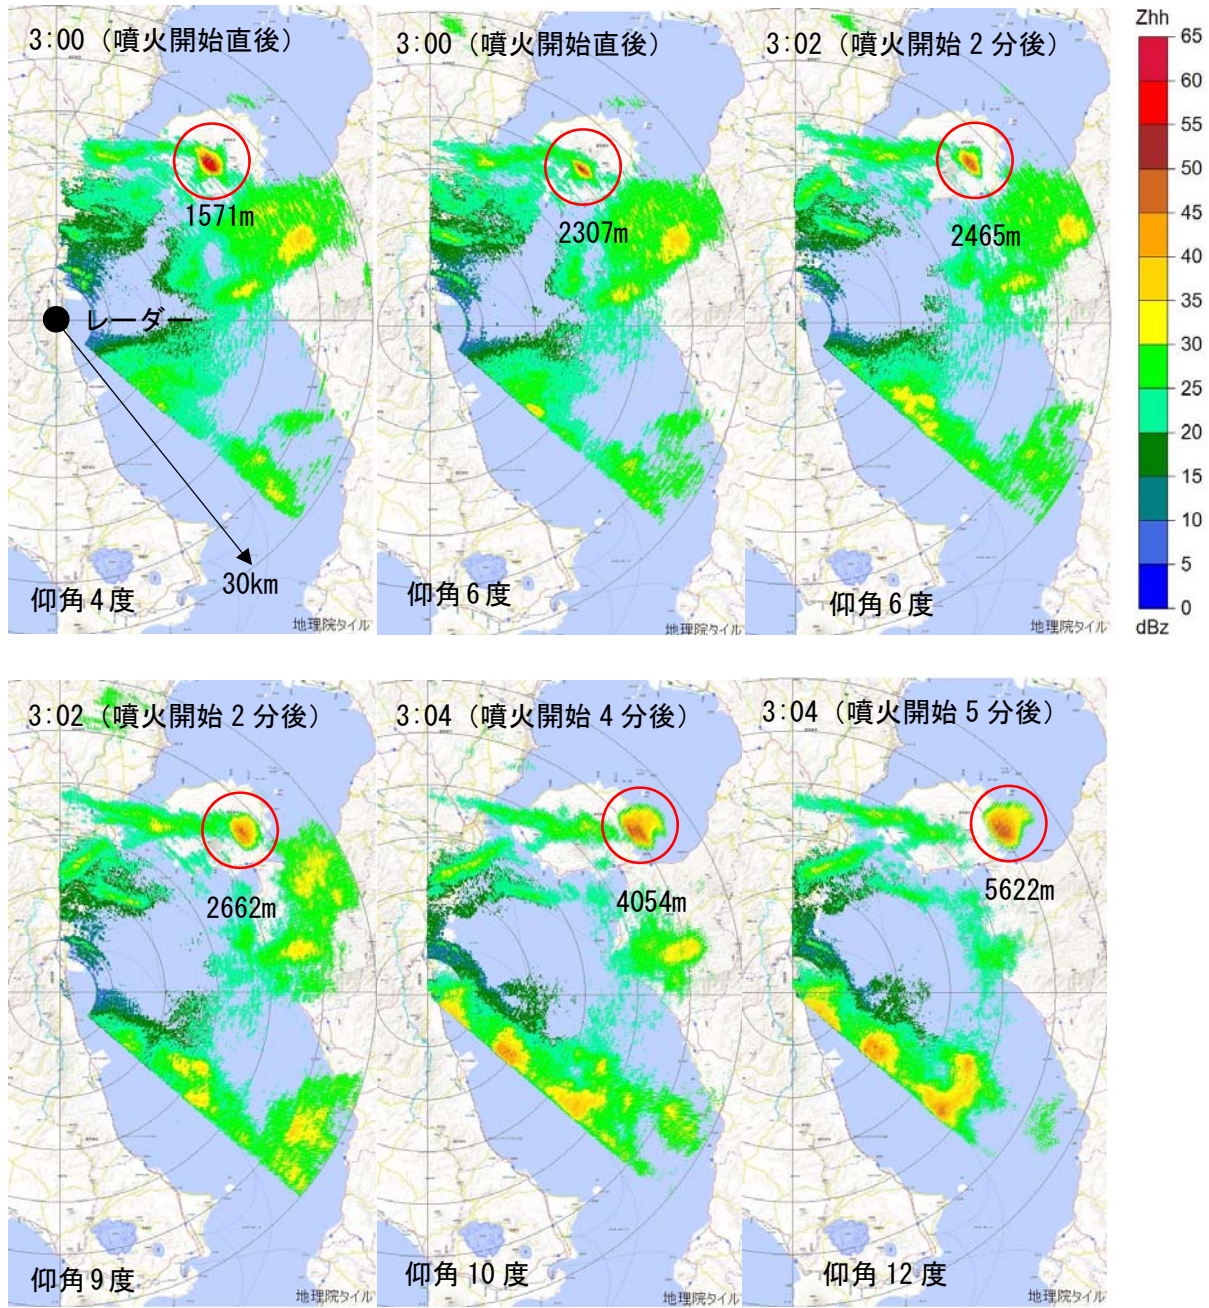 3:00 (噴火開始直後)
3:00 (噴火開始直後)
3:02 (噴火開始2分後)
Zhh
65
60
55
50
45
40
35
30
25
20
15
10
5
0
dBz
1571m
2307m
2465m
レーダー
30km
仰角4度
仰角6度
仰角6度
地理院タイル
地理院タイル
地理院タイル
3:02 (噴火開始2分後)
3:04 (噴火開始4分後)
3:04 (噴火開始5分後)
2662m
4054m
5622m
仰角9度
仰角10度
仰角12度
地理院タイル
地理院タイル
地理院タイル